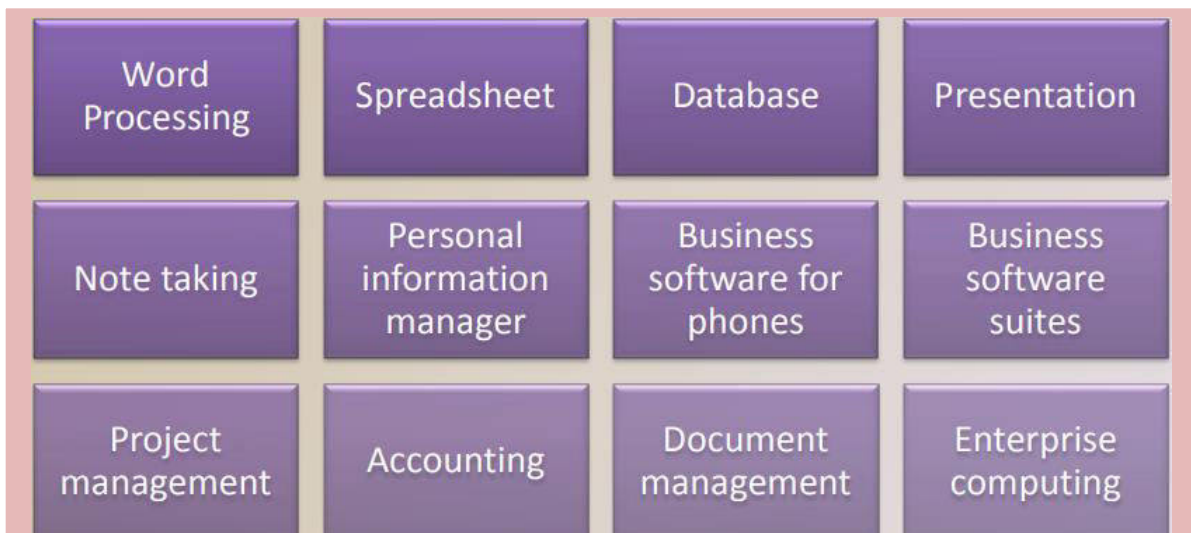 Word
Processing
Spreadsheet
Database
Presentation
Note taking
Personal
information
manager
Business
software for
phones
Business
software
suites
Project
management
Accounting
Document
management
Enterprise
computing